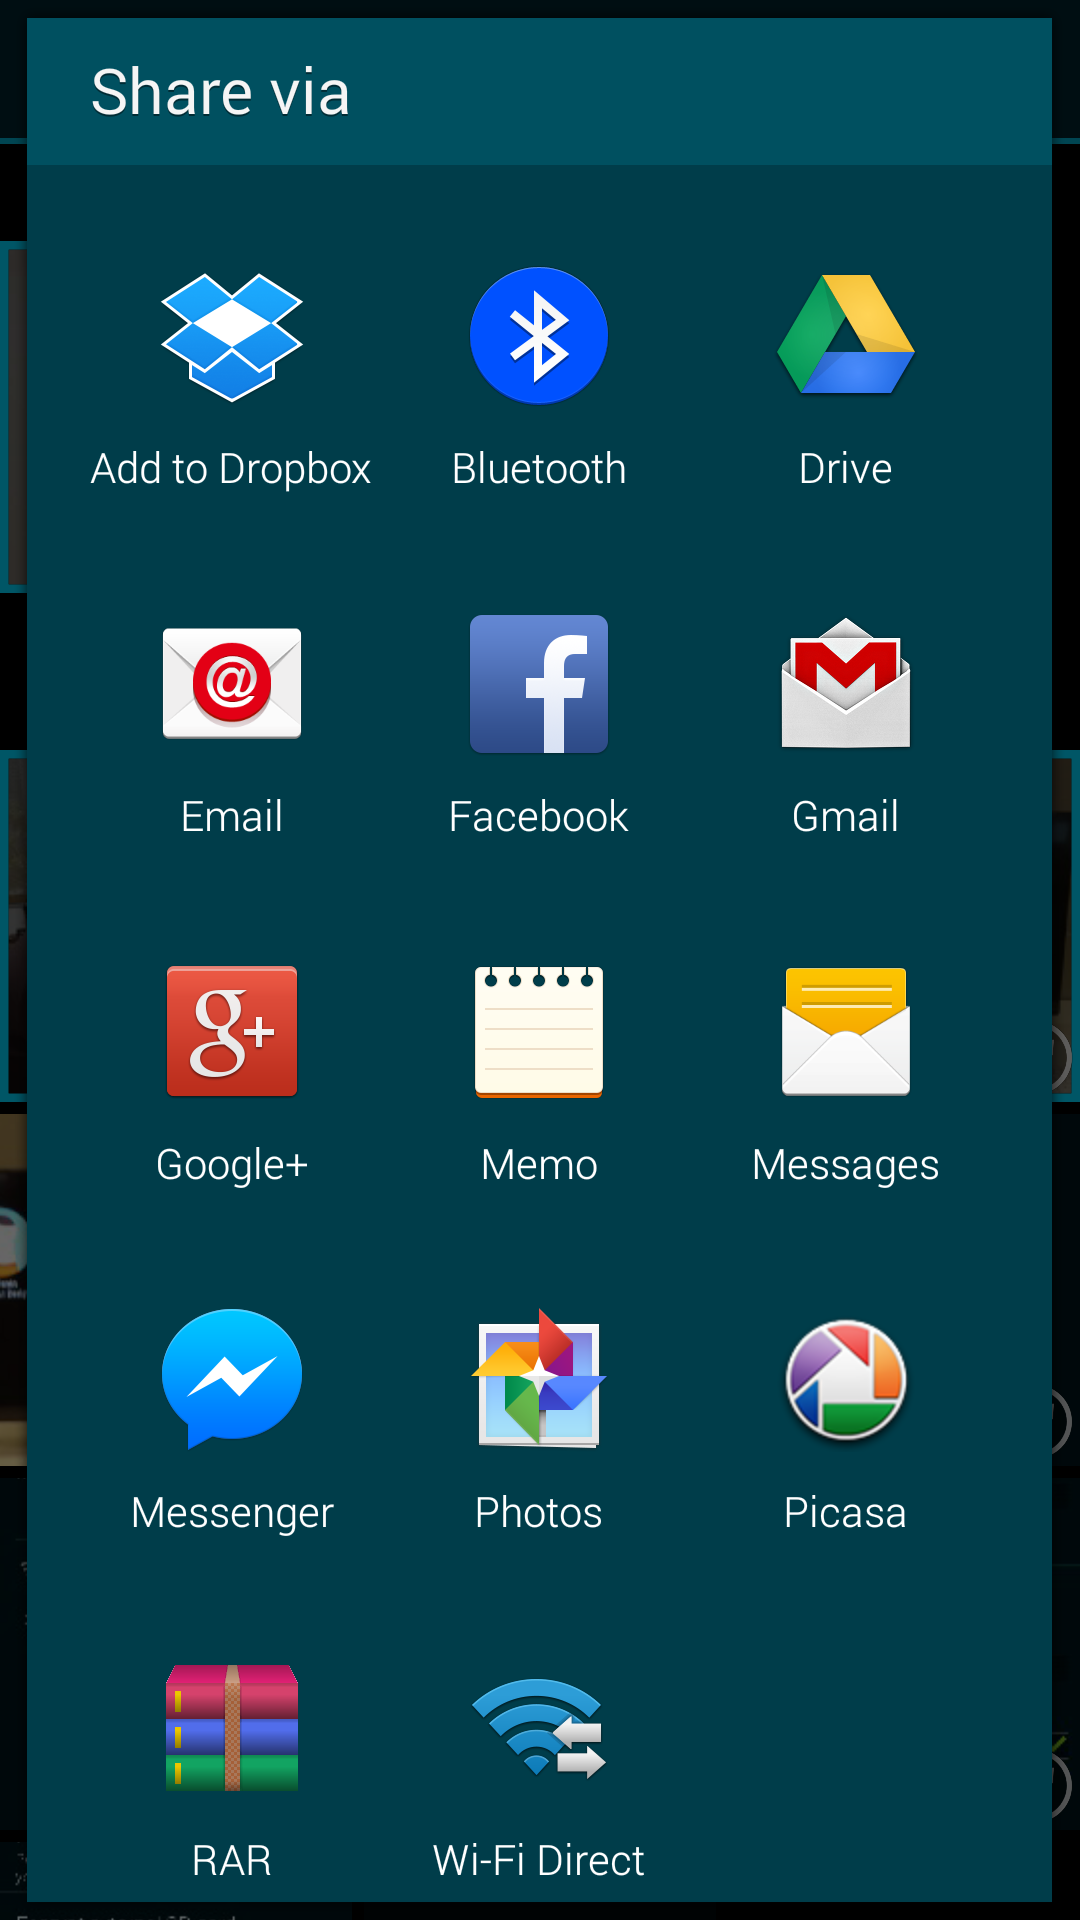 Share via
Add to Dropbox
Bluetooth
Drive
Email
Facebook
Gmail
Google+
Memo
Messages
Messenger
Photos
Picasa
RAR
Wi-Fi Direct